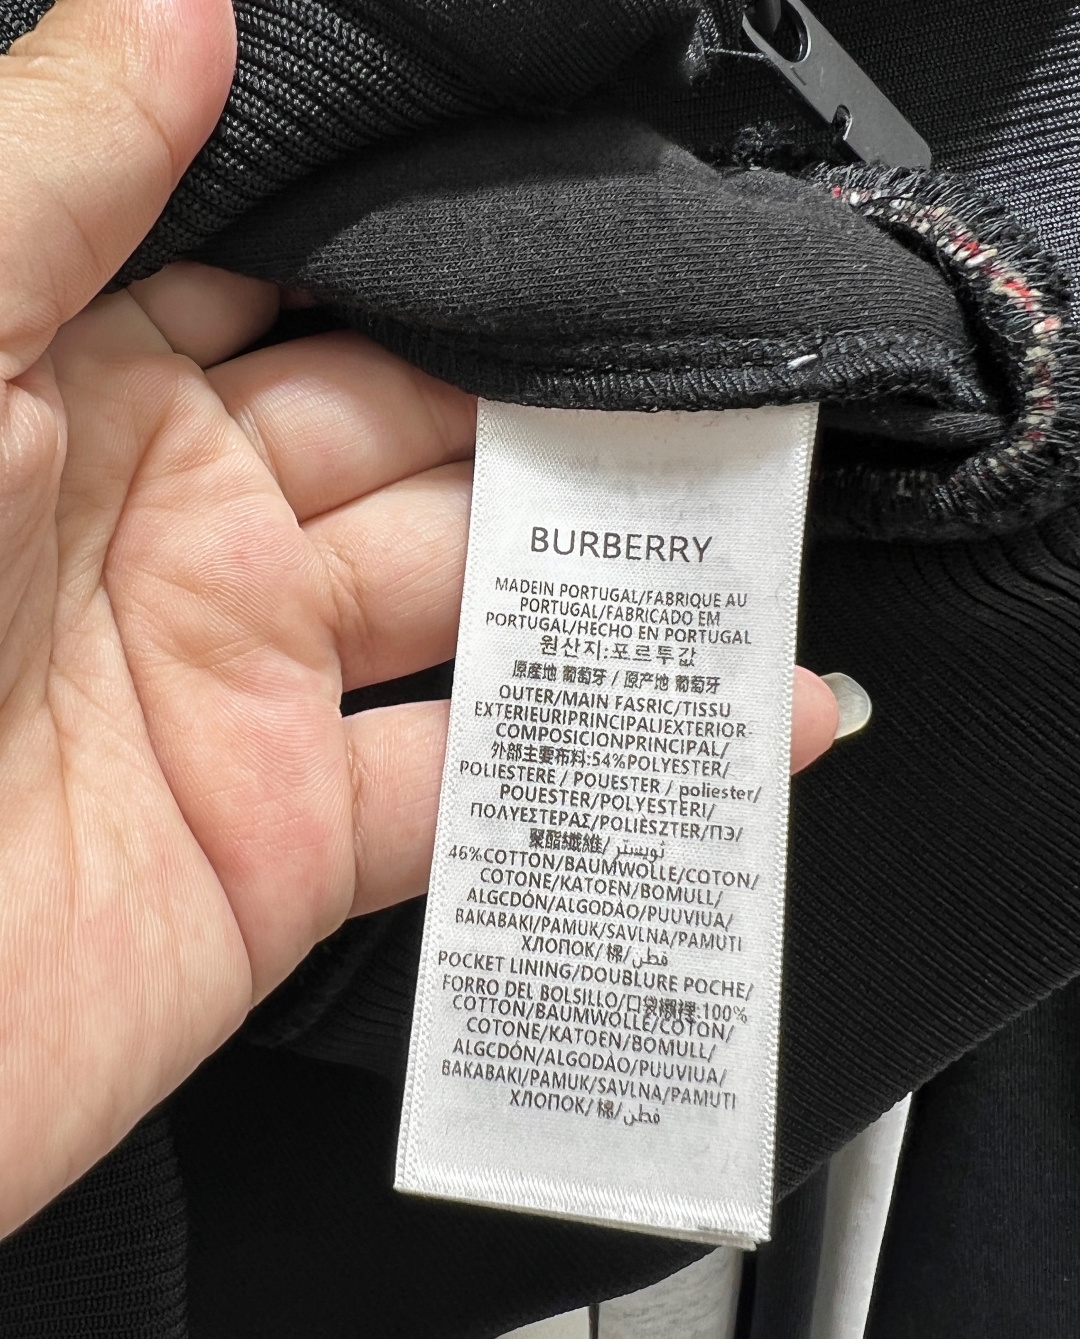 BURBERRY
MADEIN PORTUGAL/FABRIQUE AU
PORTUGAL/FABRICADO EM
PORTUGAL/HECHO EN PORTUGAL
원산지:포르투값
原産地 葡萄牙 / 原产地 葡萄牙
OUTER/MAIN FASRIC/TISSU
EXTERIEURIPRINCIPALIEXTERIOR-
COMPOSICIONPRINCIPAL/
外部主要布料:54%POLYESTER/
POLIESTERE / POUESTER / poliester/
POUESTER/POLYESTERI/
ΠΟΛΥΕΣΤΕΡΑΣ/POLIÉSZTER/ПЭ/
聚酯纖維/
46%COTTON/BAUMWOLLE/COTON/
COTONE/KATOEN/BOMULL/
ALGCDÓN/ALGODÃO/PUUVIUA/
BAKABAKI/PAMUK/SAVLNA/PAMUTI
ХЛОПОК/棉/قطن
POCKET LINING/DOUBLURE POCHE/
FORRO DEL BOLSILLO/口袋襯裡:100%
COTTON/BAUMWOLLE/COTON/
COTONE/KATOEN/BOMULL/
ALGCDÓN/ALGODÃO/PUUVIUA/
BAKABAKI/PAMUK/SAVLNA/PAMUTI
ХЛОПОК/棉/قطن